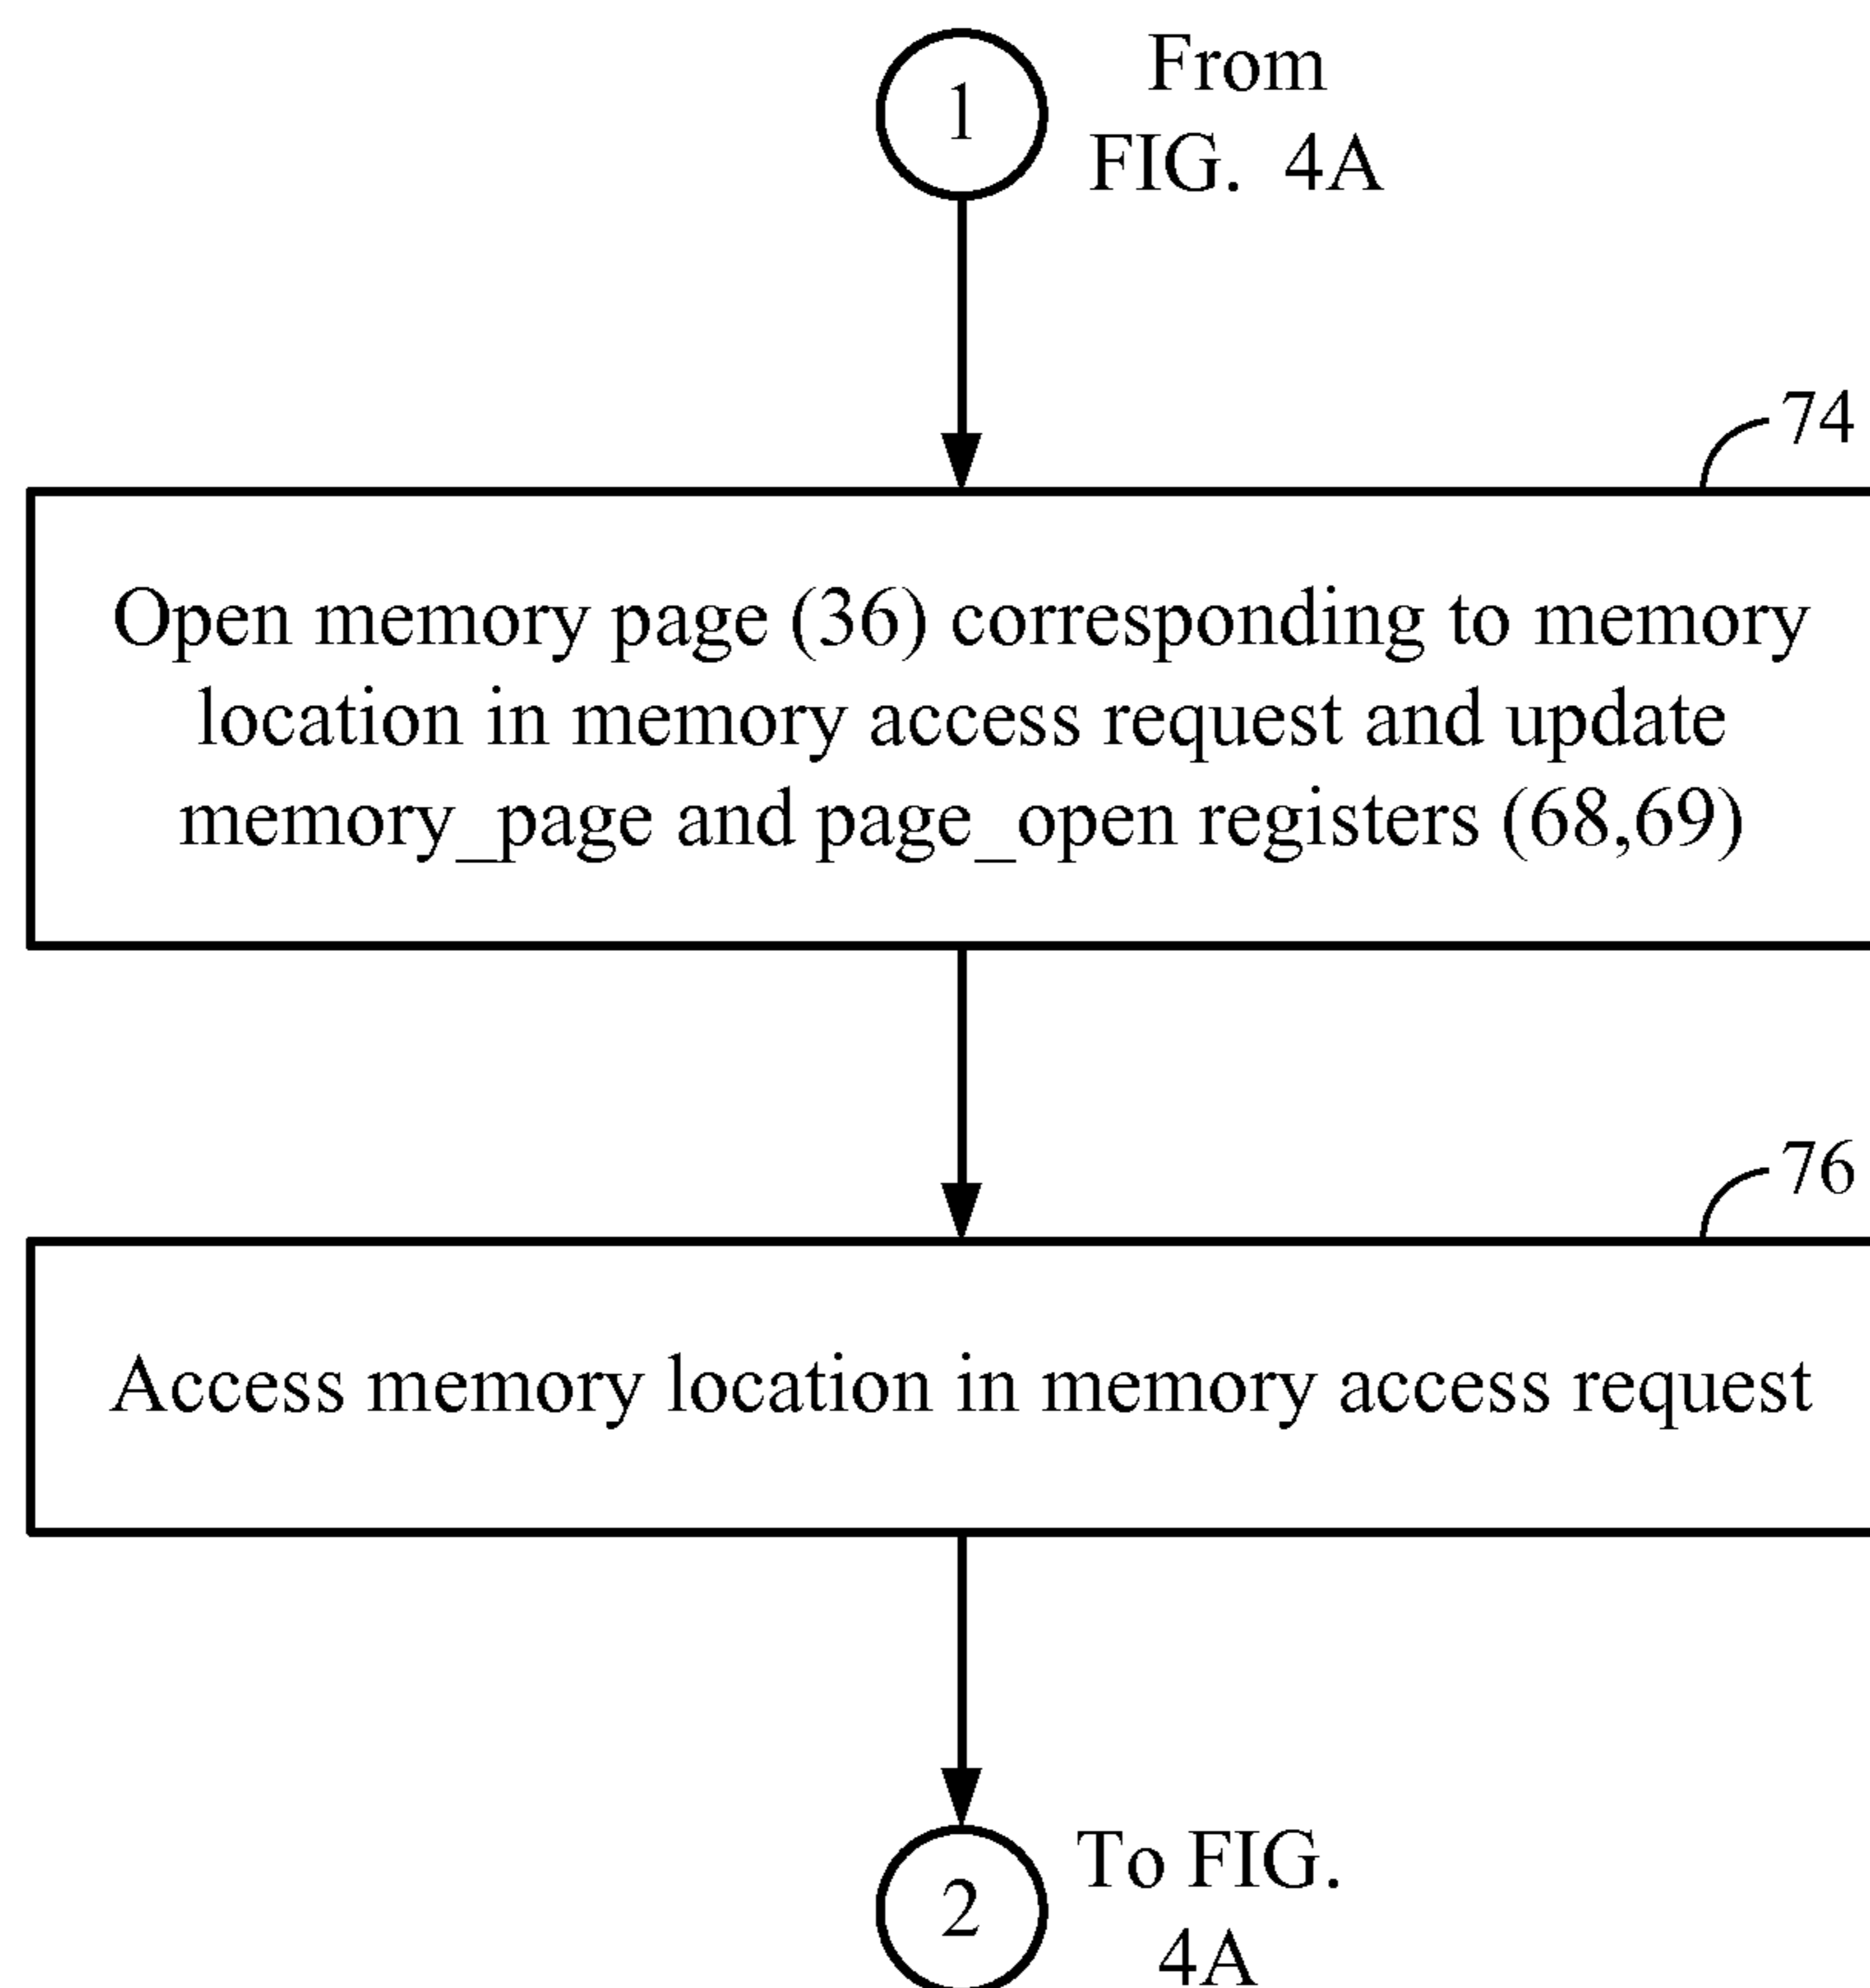 1
From
FIG. 4A
74
Open memory page (36) corresponding to memory
location in memory access request and update
memory_page and page_open registers (68,69)
76
Access memory location in memory access request
2
To FIG.
4A